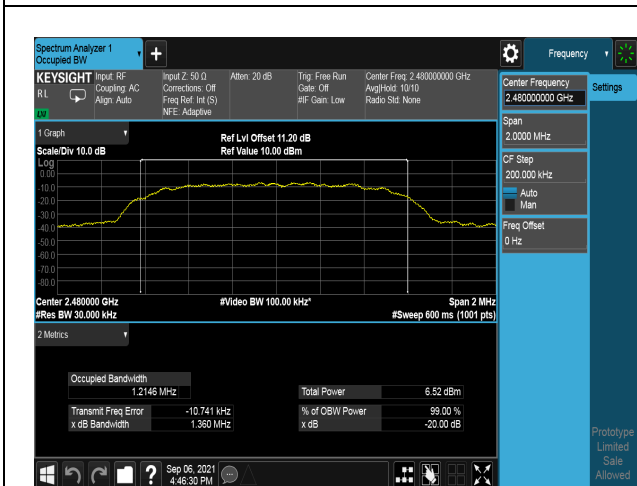 Spectrum Analyzer 1
Occupied BW
+
Frequency
KEYSIGHT
R L
LW
Input: RF
Coupling: AC
Align: Auto
Input Z: 50 Ω
Corrections: Off
Freq Ref: Int (S)
NFE: Adaptive
Atten: 20 dB
Trig: Free Run
Gate: Off
#IF Gain: Low
Center Freq: 2.480000000 GHz
Avg|Hold: 10/10
Radio Std: None
1 Graph
Scale/Div 10.0 dB
Ref Lvl Offset 11.20 dB
Ref Value 10.00 dBm
Log
0.00
-10.0
-20.0
-30.0
-40.0
-50.0
-60.0
-70.0
-80.0
Center 2.480000 GHz
#Res BW 30.000 kHz
#Video BW 100.00 kHz*
Span 2 MHz
#Sweep 600 ms (1001 pts)
2 Metrics
Occupied Bandwidth
1.2146 MHz
Transmit Freq Error -10.741 kHz
x dB Bandwidth 1.360 MHz
Total Power 6.52 dBm
% of OBW Power 99.00 %
x dB -20.00 dB
Center Frequency
2.480000000 GHz
Settings
Span
2.0000 MHz
CF Step
200.000 kHz
Auto
Man
Freq Offset
0 Hz
Prototype
Limited
Sale
Allowed
?
Sep 06, 2021
4:46:30 PM